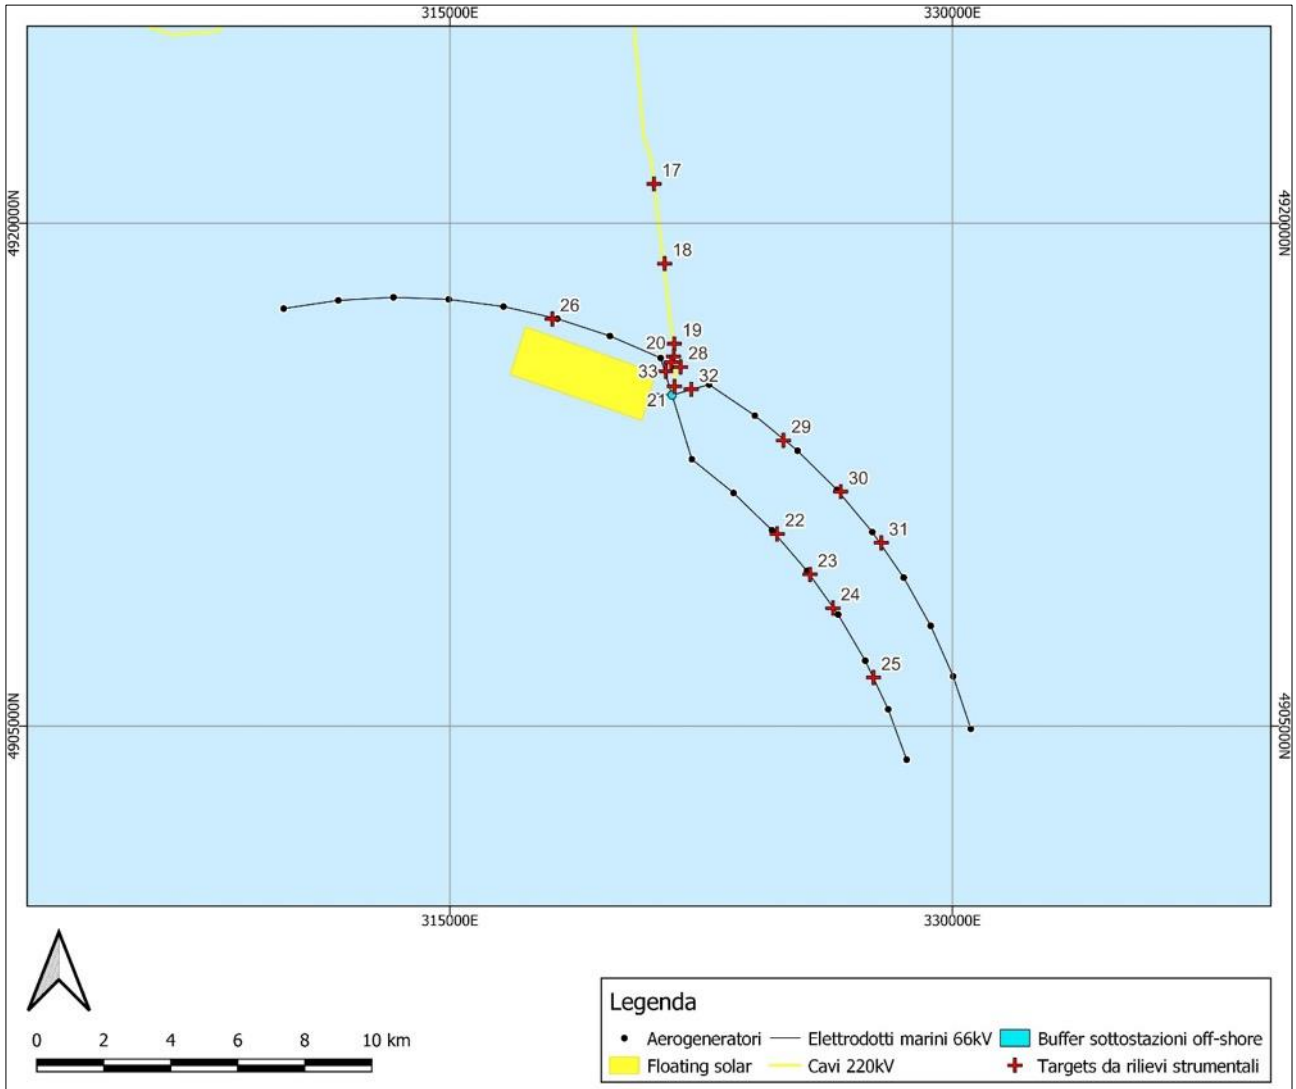 315000E 330000E
17
4920000N 4920000N
18
26
19
20
28
33
32
21
29
30
22
31
23
24
25
4905000N 4905000N
315000E 330000E
Legenda
0 2 4 6 8 10 km
Aerogeneratori Elettrodotti marini 66kV Buffer sottostazioni off-shore
Floating solar Cavi 220kV Targets da rilievi strumentali